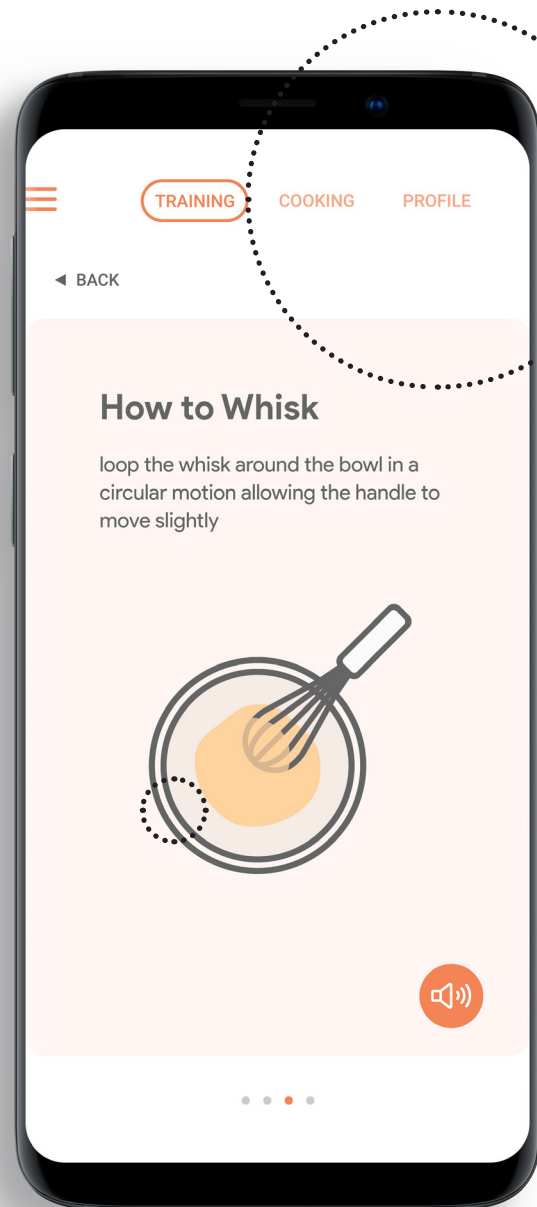 TRAINING COOKING PROFILE
◄ BACK
How to Whisk
loop the whisk around the bowl in a
circular motion allowing the handle to
move slightly